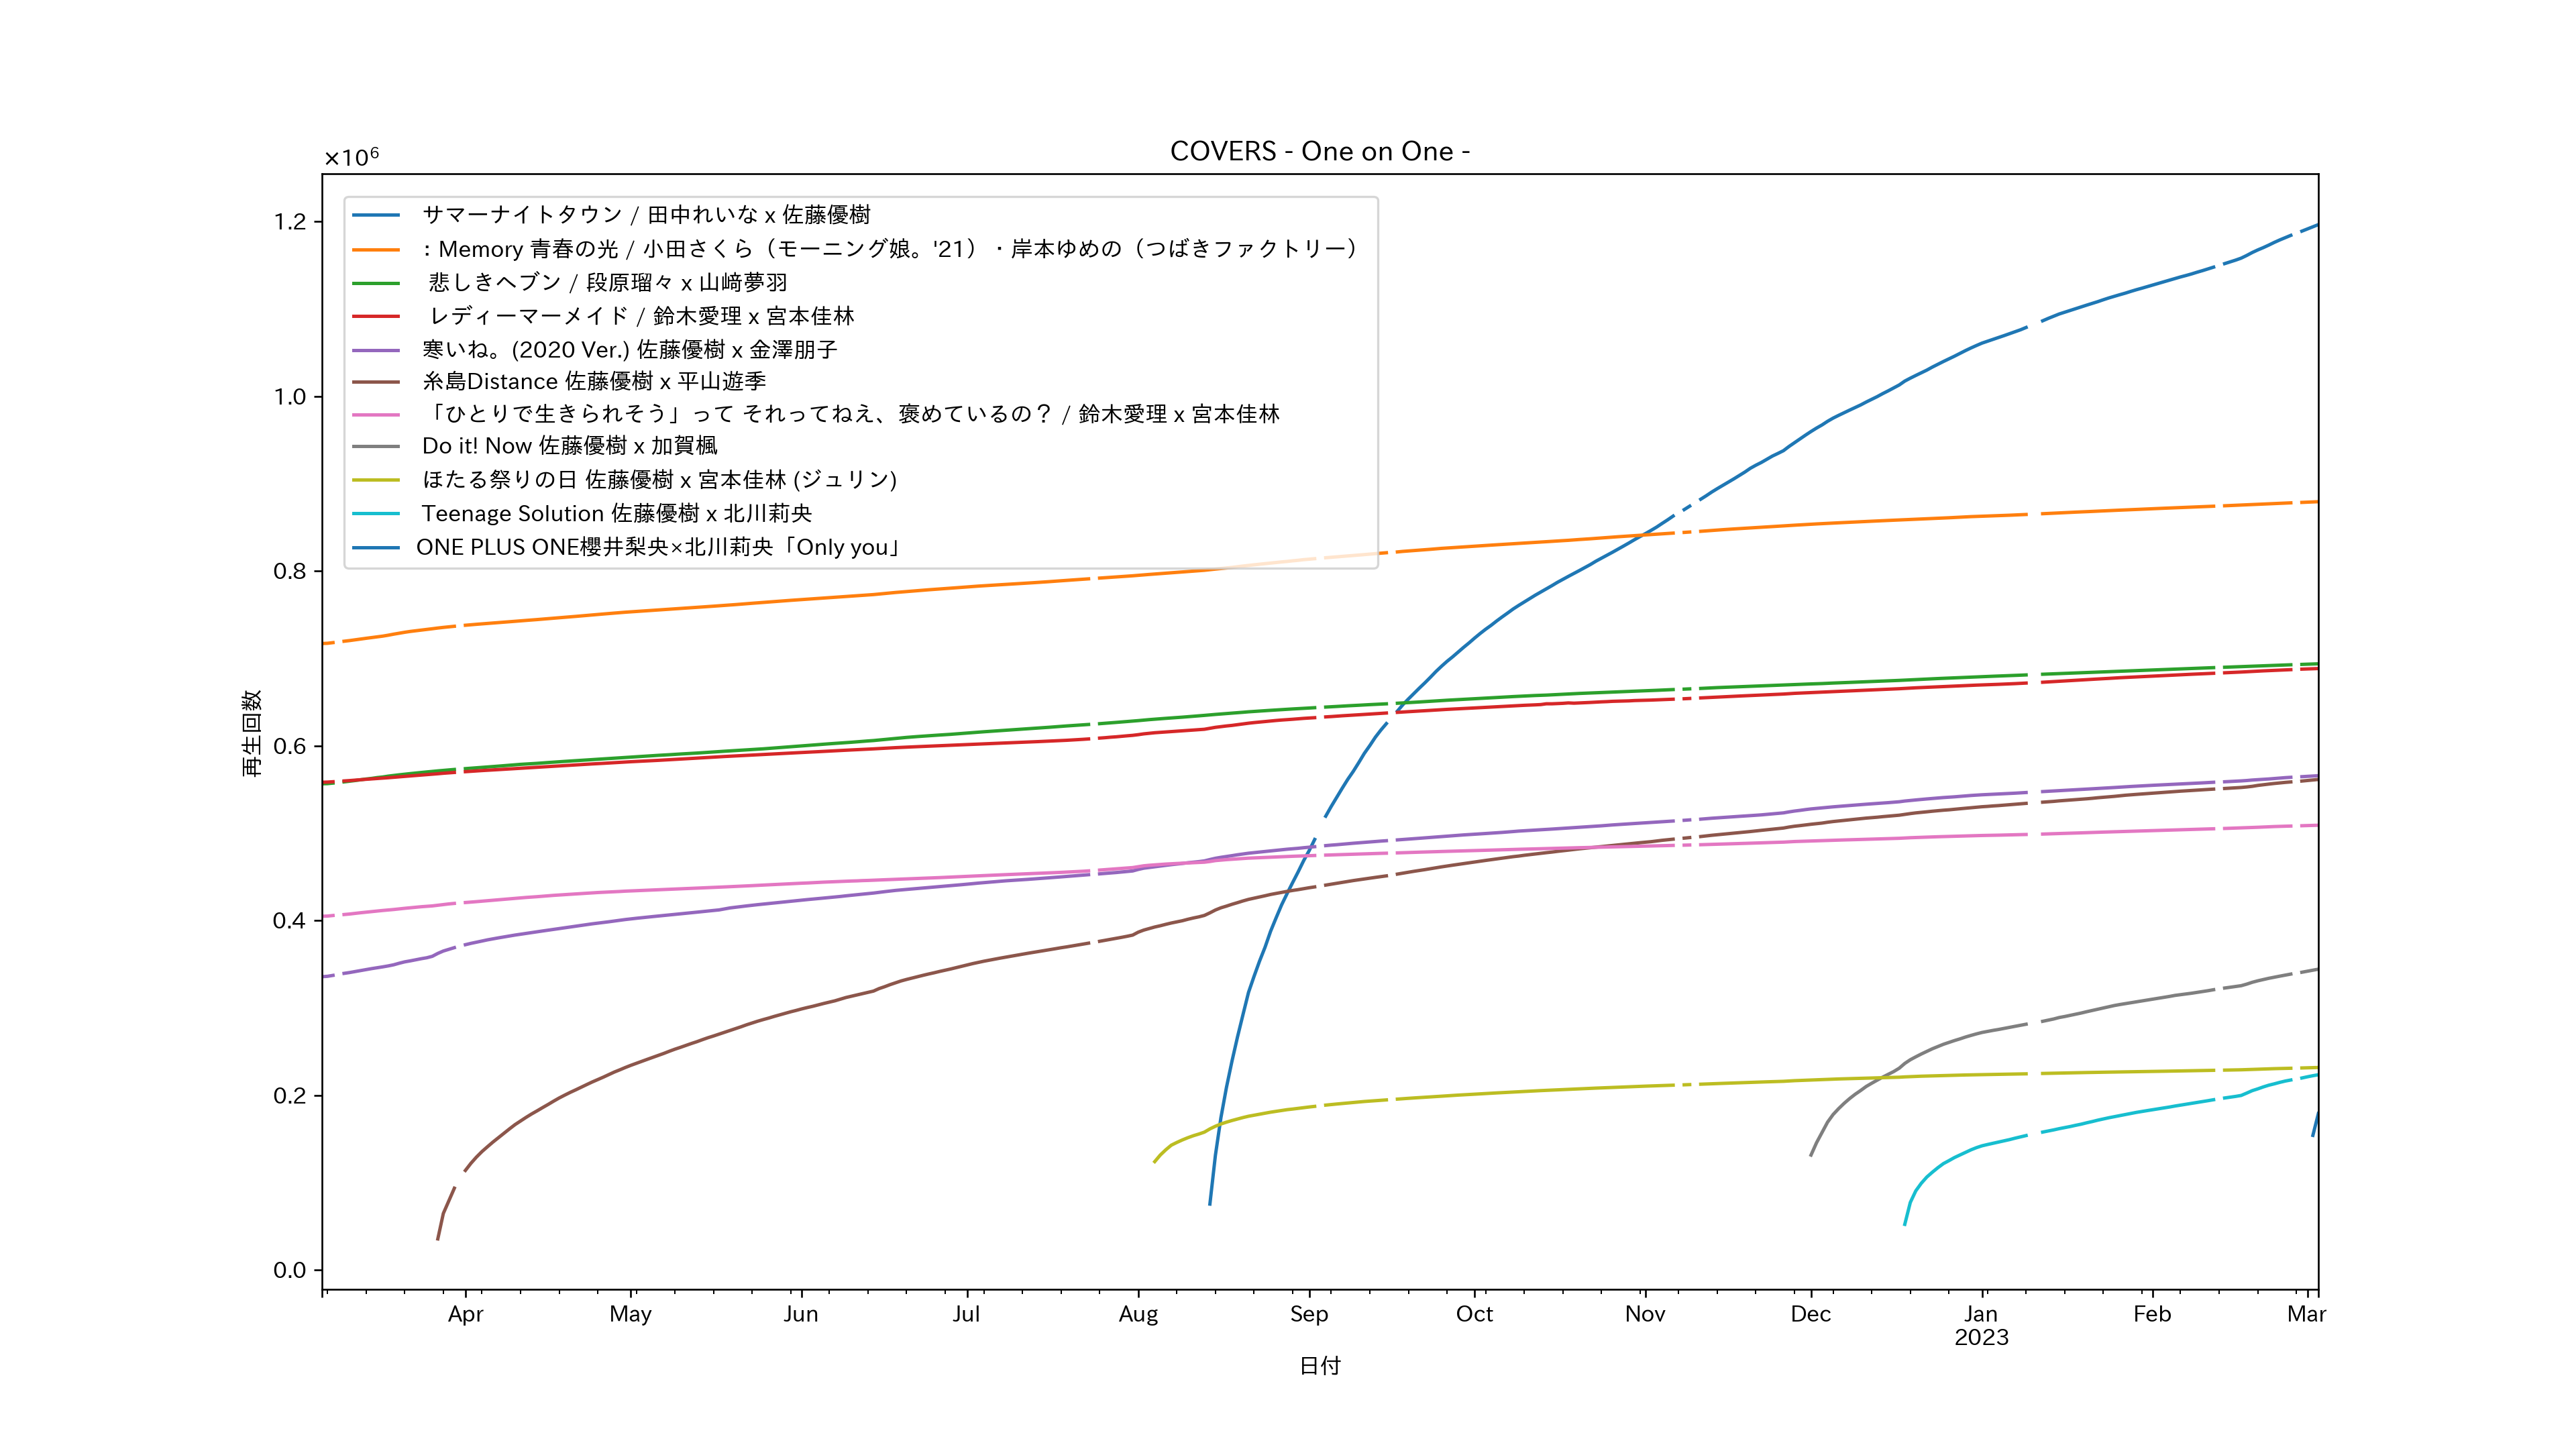 COVERS - One on One -
×10⁶
1.2
1.0
0.8
0.6
0.4
0.2
0.0
再生回数
サマーナイトタウン / 田中れいな x 佐藤優樹
: Memory 青春の光 / 小田さくら（モーニング娘。'21）・岸本ゆめの（つばきファクトリー）
悲しきヘブン / 段原瑠々 x 山﨑夢羽
レディーマーメイド / 鈴木愛理 x 宮本佳林
寒いね。(2020 Ver.) 佐藤優樹 x 金澤朋子
糸島Distance 佐藤優樹 x 平山遊季
「ひとりで生きられそう」って それってねえ、褒めているの？ / 鈴木愛理 x 宮本佳林
Do it! Now 佐藤優樹 x 加賀楓
ほたる祭りの日 佐藤優樹 x 宮本佳林 (ジュリン)
Teenage Solution 佐藤優樹 x 北川莉央
ONE PLUS ONE櫻井梨央×北川莉央「Only you」
Apr May Jun Jul Aug Sep Oct Nov Dec Jan Feb Mar
2023
日付